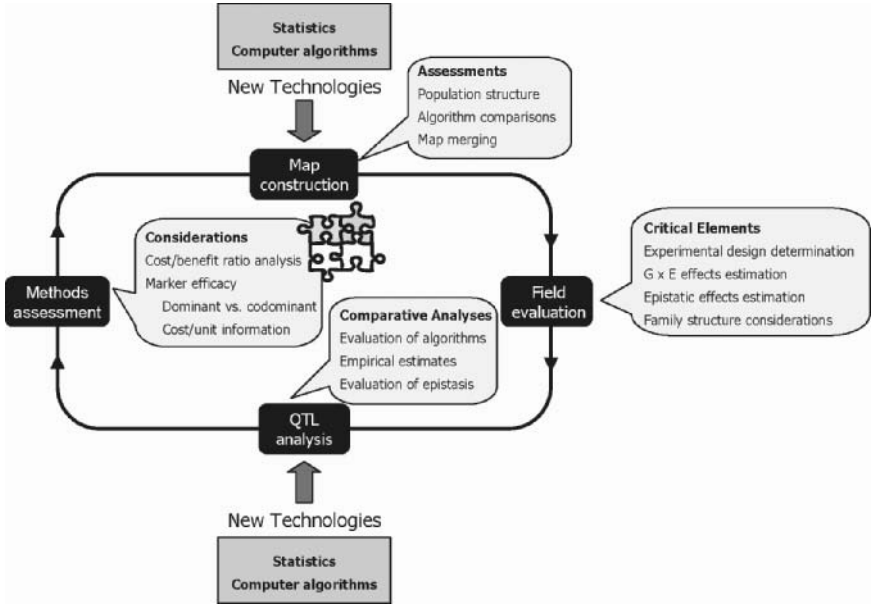 Statistics
Computer algorithms
New Technologies
Assessments
Population structure
Algorithm comparisons
Map merging
Map
construction
Considerations
Cost/benefit ratio analysis
Marker efficacy
Dominant vs. codominant
Cost/unit information
Critical Elements
Experimental design determination
G x E effects estimation
Epistatic effects estimation
Family structure considerations
Methods
assessment
Field
evaluation
Comparative Analyses
Evaluation of algorithms
Empirical estimates
Evaluation of epistasis
QTL
analysis
New Technologies
Statistics
Computer algorithms